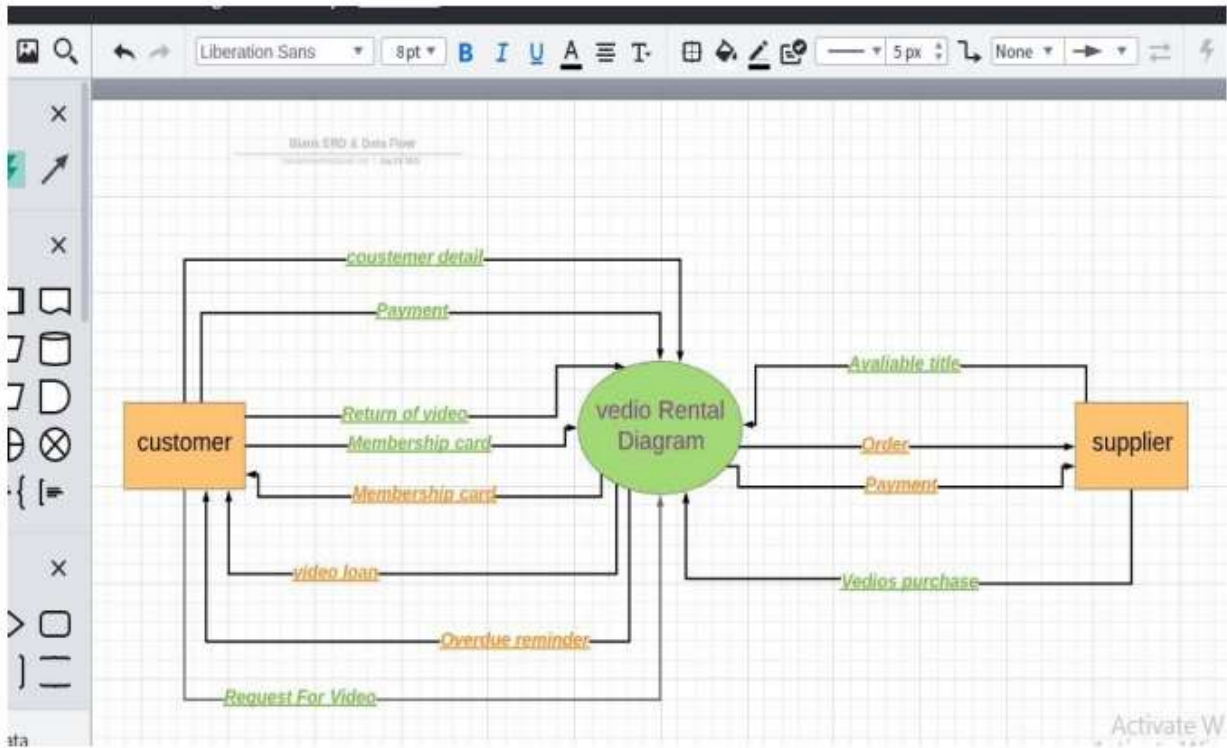 Liberation Sans
8pt
B
I
U
A
T
5 px
None
Blank ERD & Data Flow
coustemer detail
Payment
Avaliable title
vedio Rental
Diagram
Return of video
customer
Membership card
Order
supplier
Membership card
Payment
video loan
Vedios purchase
Overdue reminder
Request For Video
Activate W
ata